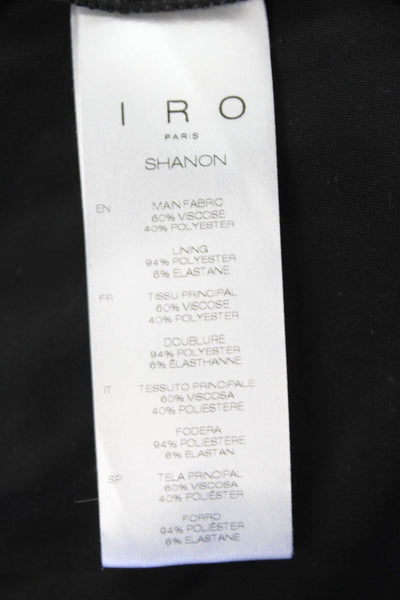 IRO
PARIS
SHANON
EN MAIN FABRIC
60% VISCOSE
40% POLYESTER
LINING
94% POLYESTER
6% ELASTANE
FR TISSU PRINCIPAL
60% VISCOSE
40% POLYESTER
DOUBLURE
94% POLYESTER
6% ÉLASTHANNE
IT TESSUTO PRINCIPALE
60% VISCOSA
40% POLIESTERE
FODERA
94% POLIESTERE
6% ELASTAN
SP TELA PRINCIPAL
60% VISCOSA
40% POLIÉSTER
FORRO
94% POLIÉSTER
6% ELASTANE